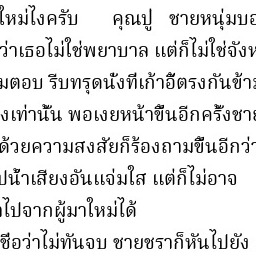 ใหม่ไงครับ คุณปู่ ชายหนุ่มบอ
ว่าเธอไม่ใช่พยาบาล แต่ก็ไม่ใช่จังห
มตอบ รีบทรุดนั่งที่เก้าอี้ตรงกันข้าม
งเท่านั้น พอเงยหน้าขึ้นอีกครั้งชาย
ด้วยความสงสัยก็ร้องถามขึ้นอีกว่า
ปน้ำเสียงอันแจ่มใส แต่ก็ไม่อาจ
ไปจากผู้มาใหม่ได้
ชื่อว่าไม่ทันจบ ชายชราก็หันไปยัง